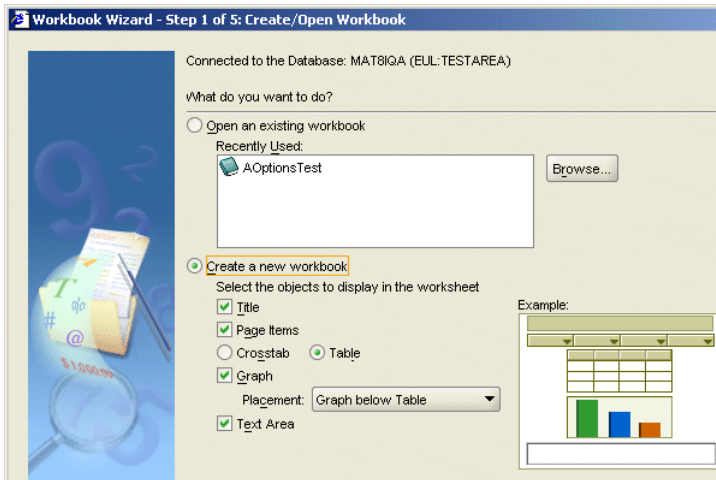 Workbook Wizard - Step 1 of 5: Create/Open Workbook
Connected to the Database: MAT8IQA (EUL:TESTAREA)
What do you want to do?
Open an existing workbook
Recently Used:
AOptionsTest
Browse...
Create a new workbook
Select the objects to display in the worksheet
Title
Example:
Page Items
Crosstab Table
Graph
Placement: Graph below Table
Text Area